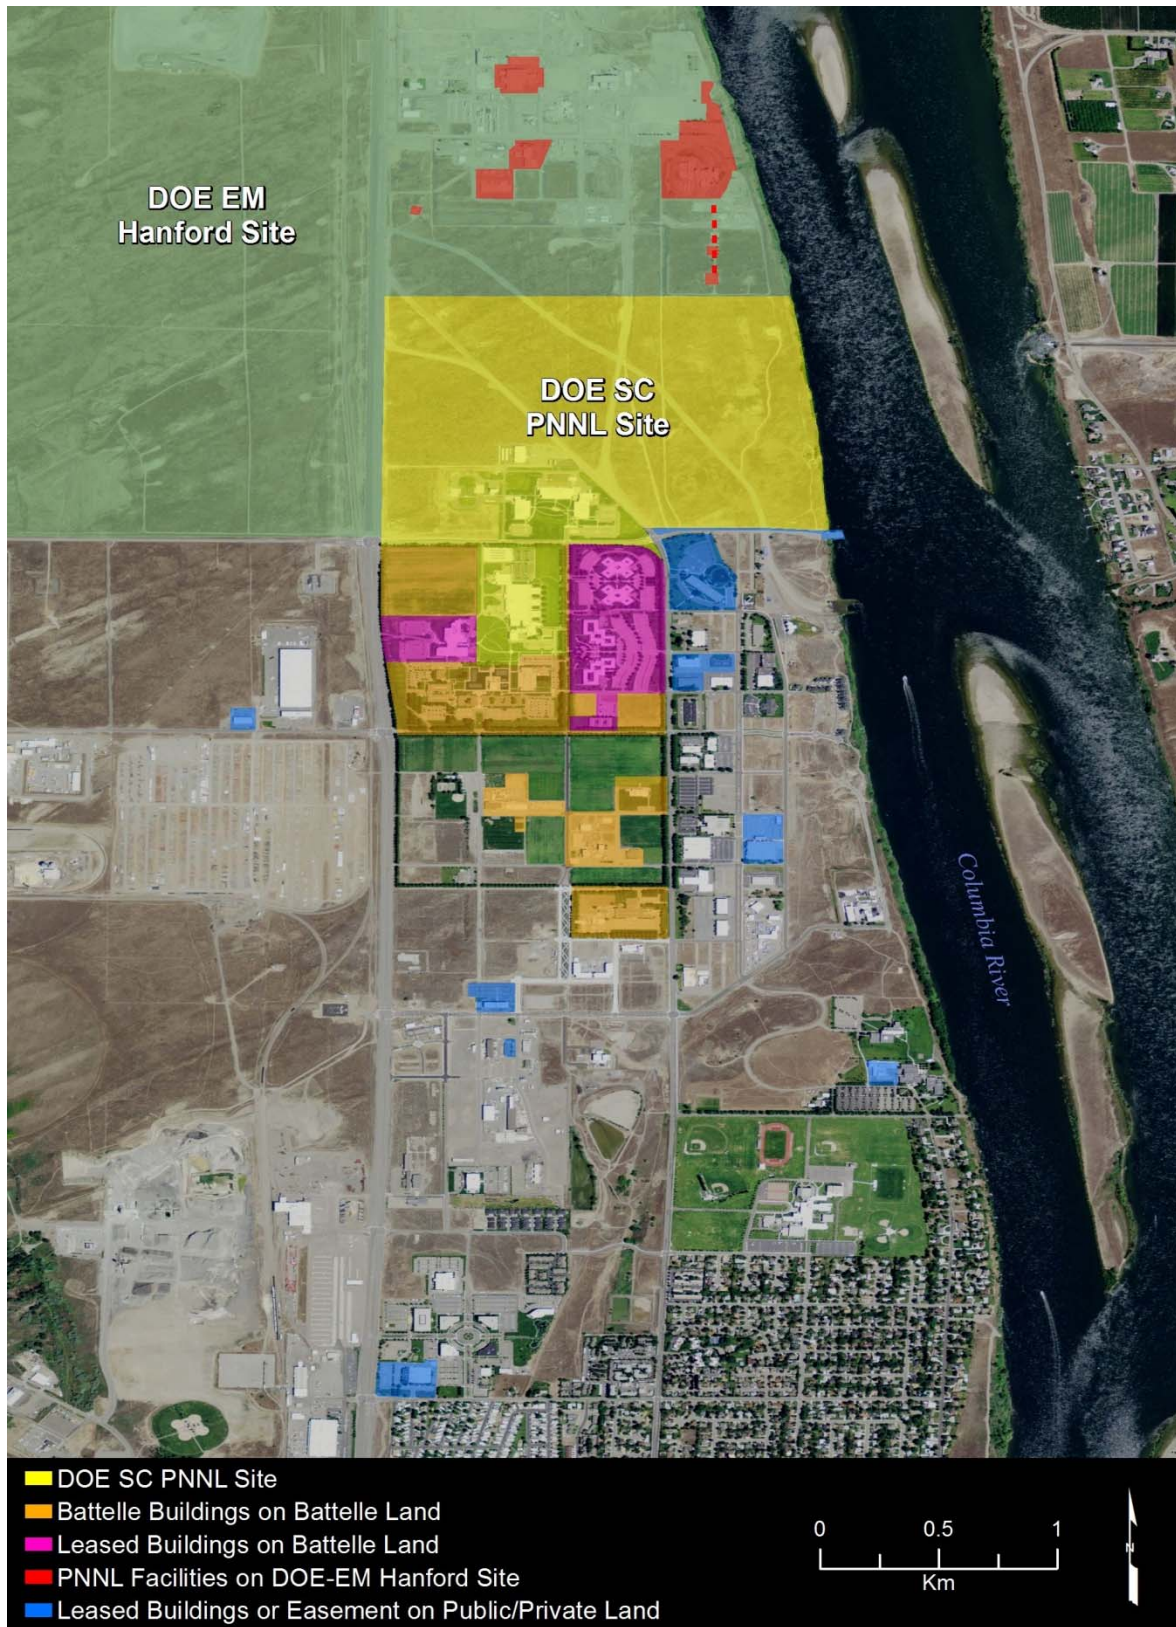 DOE EM
Hanford Site
DOE SC
PNNL Site
Columbia River
DOE SC PNNL Site
Battelle Buildings on Battelle Land
Leased Buildings on Battelle Land
PNNL Facilities on DOE-EM Hanford Site
Leased Buildings or Easement on Public/Private Land
0 0.5 1
Km
N